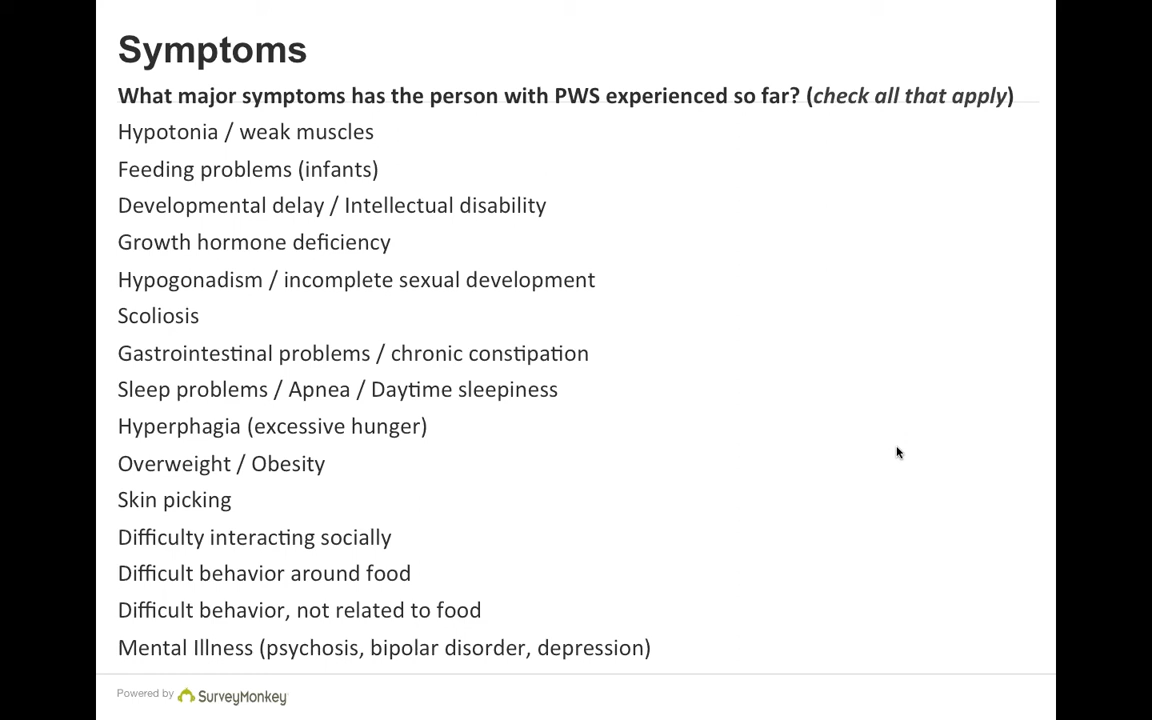 Symptoms
What major symptoms has the person with PWS experienced so far? (check all that apply)
Hypotonia / weak muscles
Feeding problems (infants)
Developmental delay / Intellectual disability
Growth hormone deficiency
Hypogonadism / incomplete sexual development
Scoliosis
Gastrointestinal problems / chronic constipation
Sleep problems / Apnea / Daytime sleepiness
Hyperphagia (excessive hunger)
Overweight / Obesity
Skin picking
Difficulty interacting socially
Difficult behavior around food
Difficult behavior, not related to food
Mental Illness (psychosis, bipolar disorder, depression)
Powered by SurveyMonkey